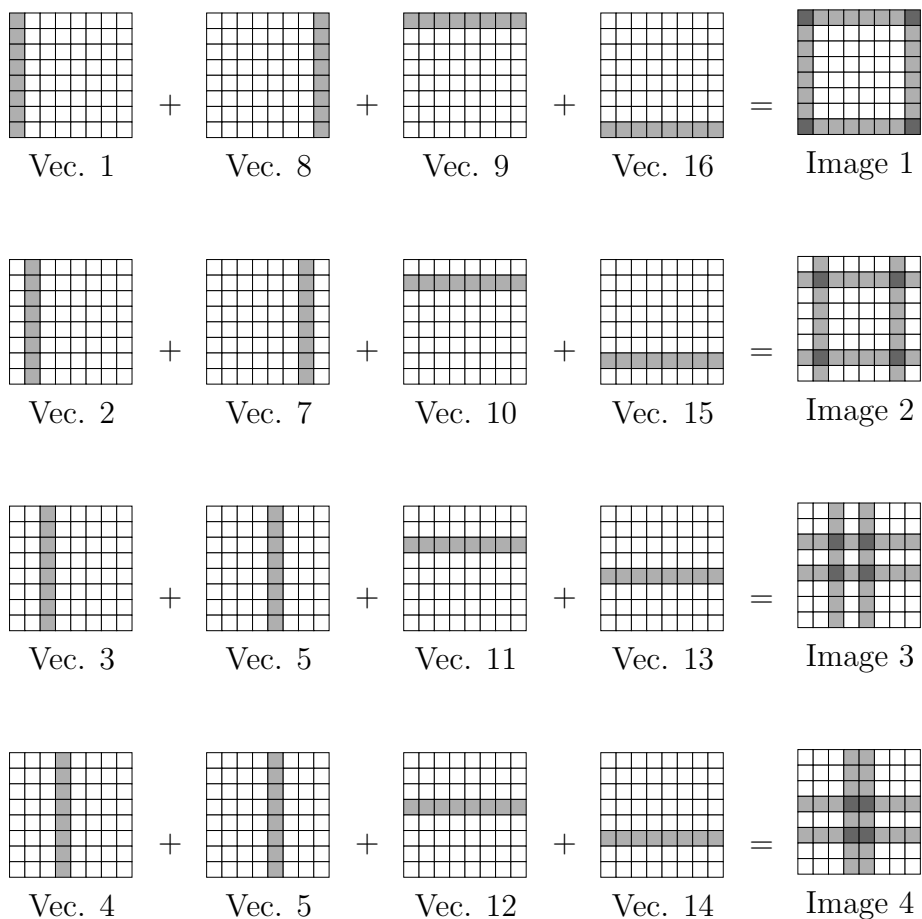 + + + =
Vec. 1 Vec. 8 Vec. 9 Vec. 16 Image 1
+ + + =
Vec. 2 Vec. 7 Vec. 10 Vec. 15 Image 2
+ + + =
Vec. 3 Vec. 5 Vec. 11 Vec. 13 Image 3
+ + + =
Vec. 4 Vec. 5 Vec. 12 Vec. 14 Image 4